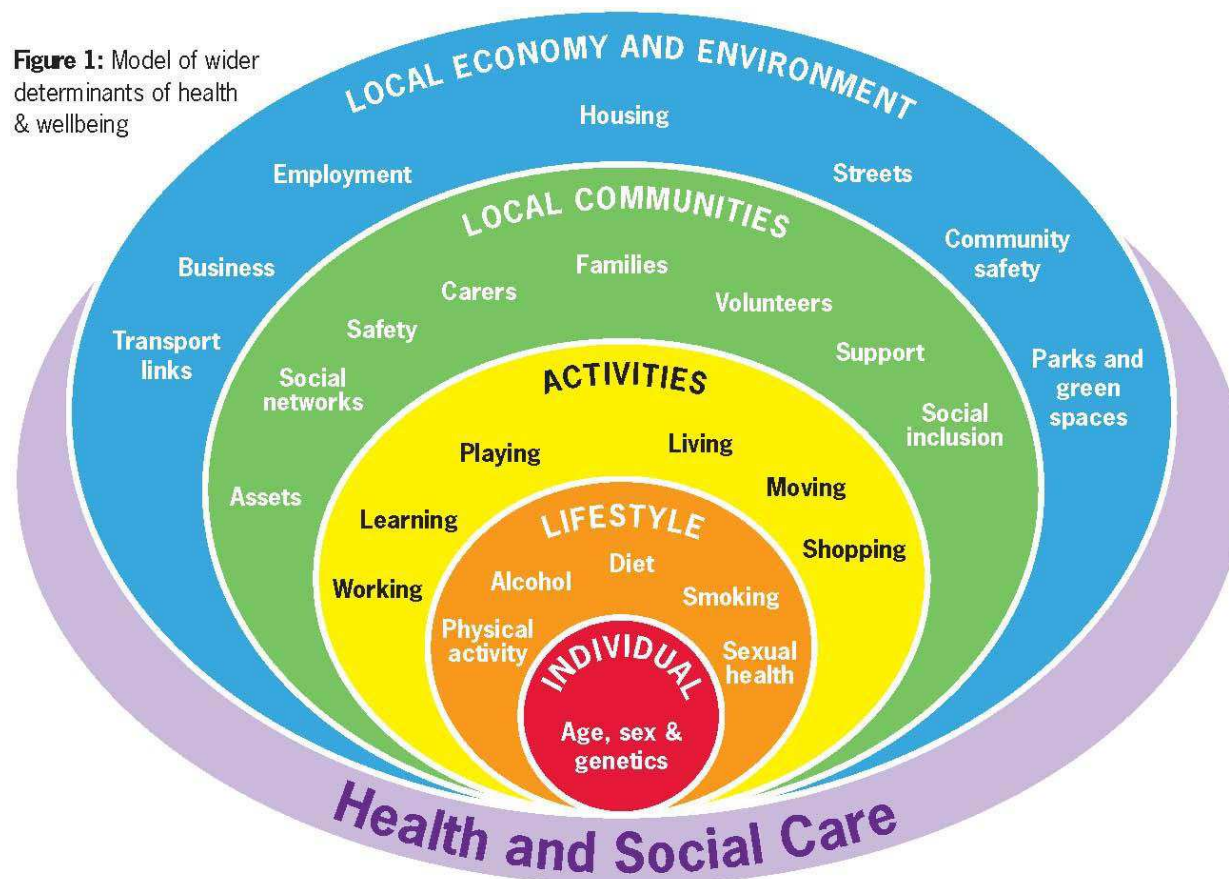 Figure 1: Model of wider
determinants of health
& wellbeing
LOCAL ECONOMY AND ENVIRONMENT
Housing
Employment
Streets
Business
Community
safety
Transport
links
Parks and
green
spaces
LOCAL COMMUNITIES
Families
Carers
Volunteers
Safety
Support
Social
networks
Social
inclusion
Assets
ACTIVITIES
Playing
Living
Learning
Moving
Working
Shopping
LIFESTYLE
Diet
Alcohol
Smoking
Physical
activity
Sexual
health
INDIVIDUAL
Age, sex &
genetics
Health and Social Care